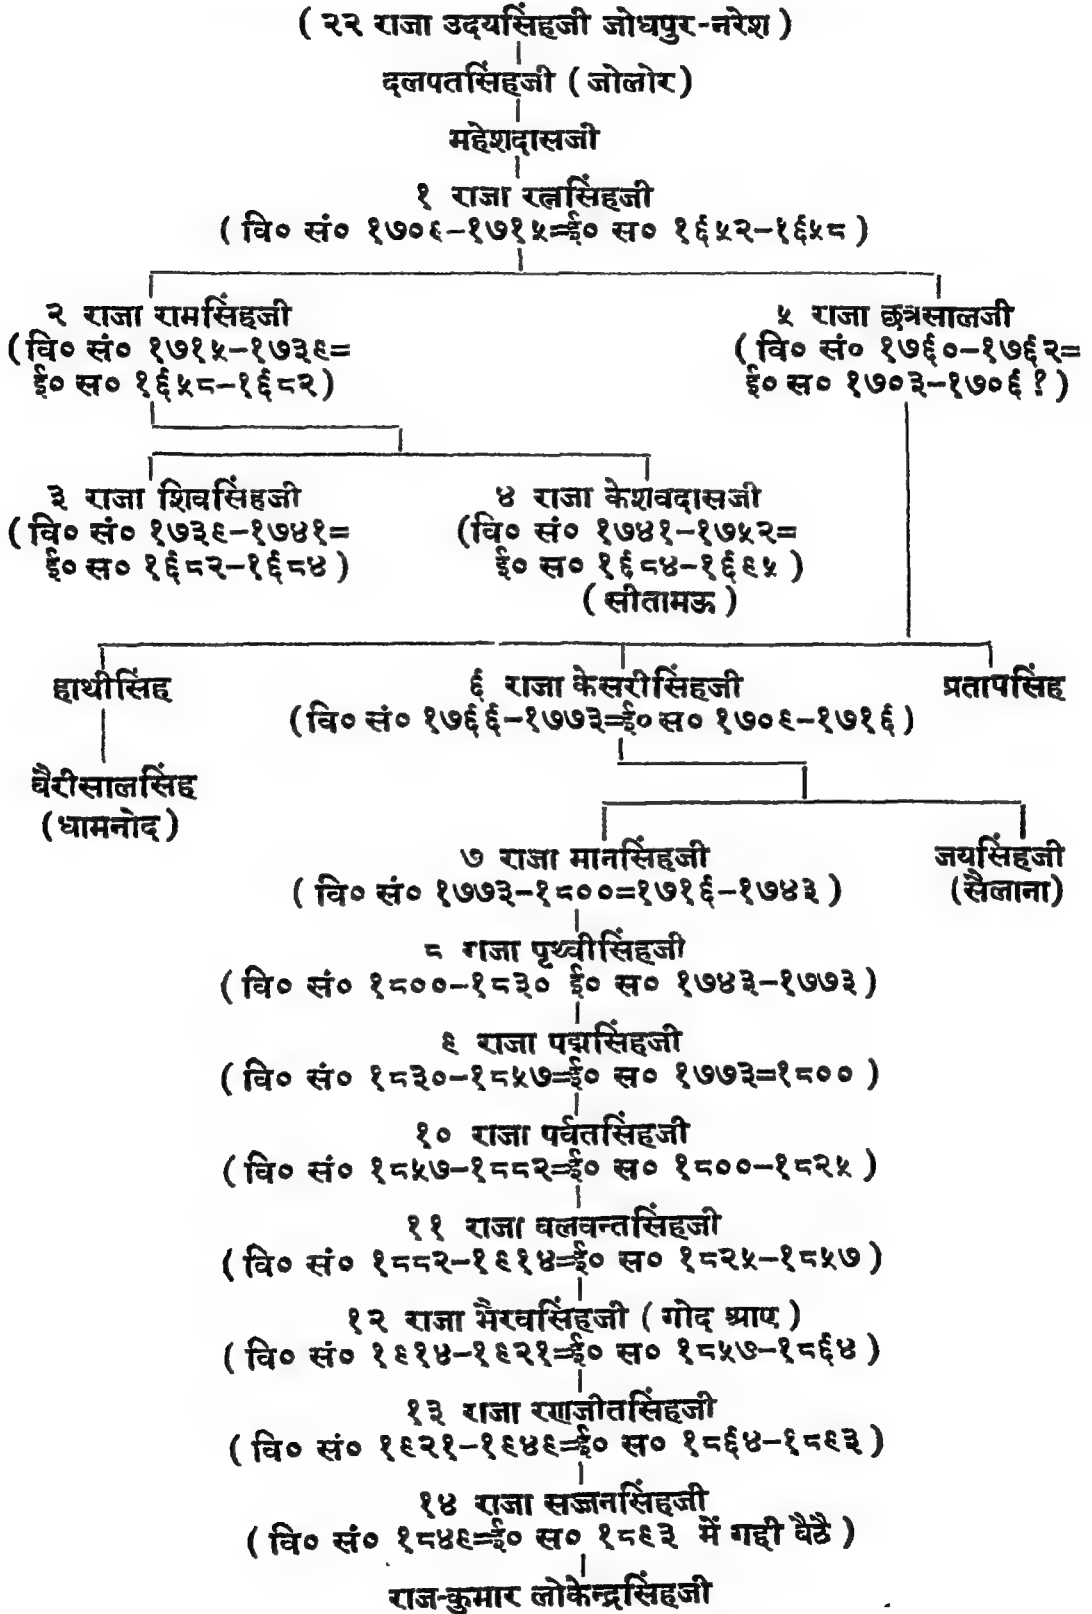 ( २२ राजा उदयसिंहजी जोधपुर-नरेश )
दलपतसिंहजी ( जोलोर )
महेशदासजी
१ राजा रत्नसिंहजी
( वि० सं० १७०९-१७१५=ई० स० १६५२-१६५८ )
२ राजा रामसिंहजी
( वि० सं० १७१५-१७३९=
ई० स० १६५८-१६८२ )
५ राजा छत्रसालजी
( वि० सं० १७६०-१७६२=
ई० स० १७०३-१७०६ ? )
३ राजा शिवसिंहजी
( वि० सं० १७३९-१७४१=
ई० स० १६८२-१६८४ )
४ राजा केशवदासजी
(वि० सं० १७४१-१७५२=
ई० स० १६८४-१६९५ )
( सीतामऊ )
हाथीसिंह
६ राजा केसरीसिंहजी
(वि० सं० १७६६-१७७३=ई० स० १७०९-१७१६ )
प्रतापसिंह
वैरीसालसिंह
(धामनोद )
७ राजा मानसिंहजी
( वि० सं० १७७३-१८००=१७१६-१७४३ )
जयसिंहजी
(सैलाना)
८ राजा पृथ्वीसिंहजी
( वि० सं० १८००-१८३० ई० स० १७४३-१७७३ )
९ राजा पद्मसिंहजी
( वि० सं० १८३०-१८५७=ई० स० १७७३=१८०० )
१० राजा पर्वतसिंहजी
( वि० सं० १८५७-१८८२=ई० स० १८००-१८२५ )
११ राजा वलवन्तसिंहजी
( वि० सं० १८८२-१९१४=ई० स० १८२५-१८५७ )
१२ राजा भैरवसिंहजी ( गोद आए )
( वि० सं० १९१४-१९२१=ई० स० १८५७-१८६४ )
१३ राजा रणजीतसिंहजी
( वि० सं० १९२१-१९४९=ई० स० १८६४-१८९३ )
१४ राजा सज्जनसिंहजी
( वि० सं० १८४९=ई० स० १८९३ में गद्दी वैठै )
राज-कुमार लोकेन्द्रसिंहजी